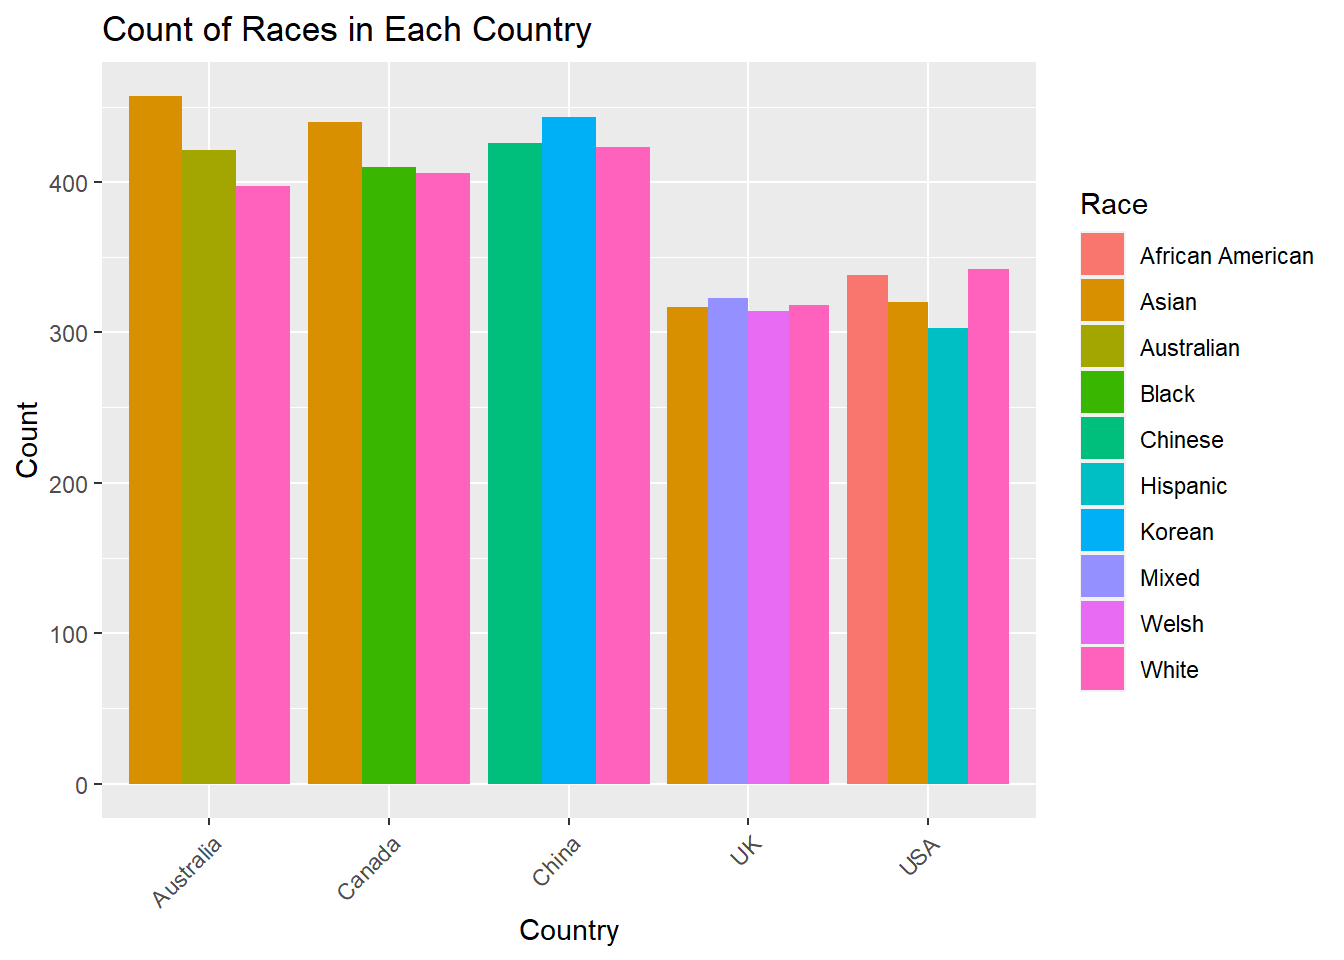 Count of Races in Each Country
Count
400
300
200
100
0
Australia
Canada
China
UK
USA
Country
Race
African American
Asian
Australian
Black
Chinese
Hispanic
Korean
Mixed
Welsh
White